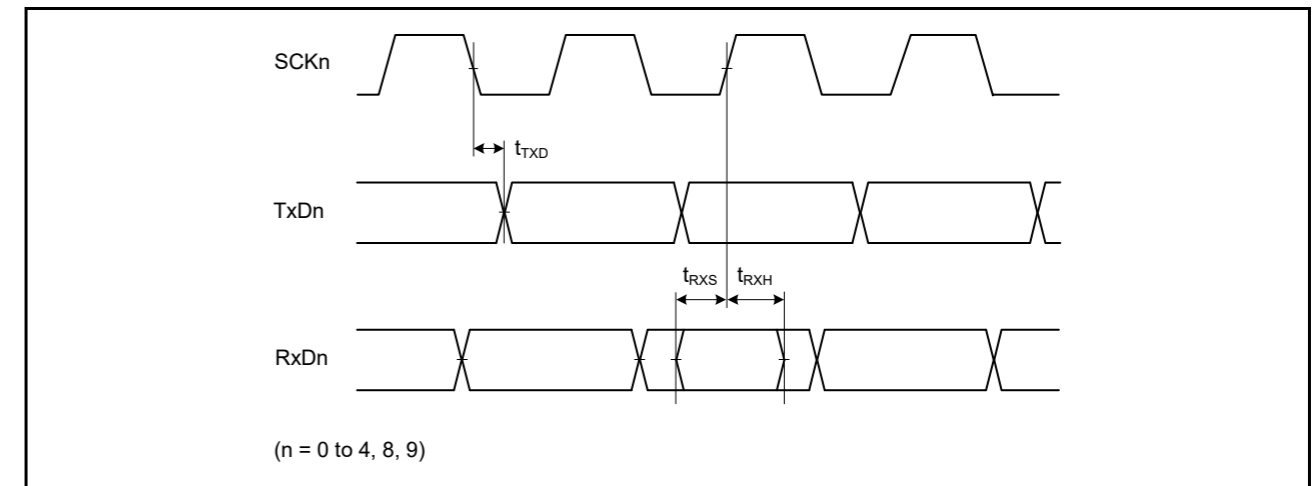 SCKn
tTXD
TxDn
tRXS tRXH
RxDn
(n = 0 to 4, 8, 9)